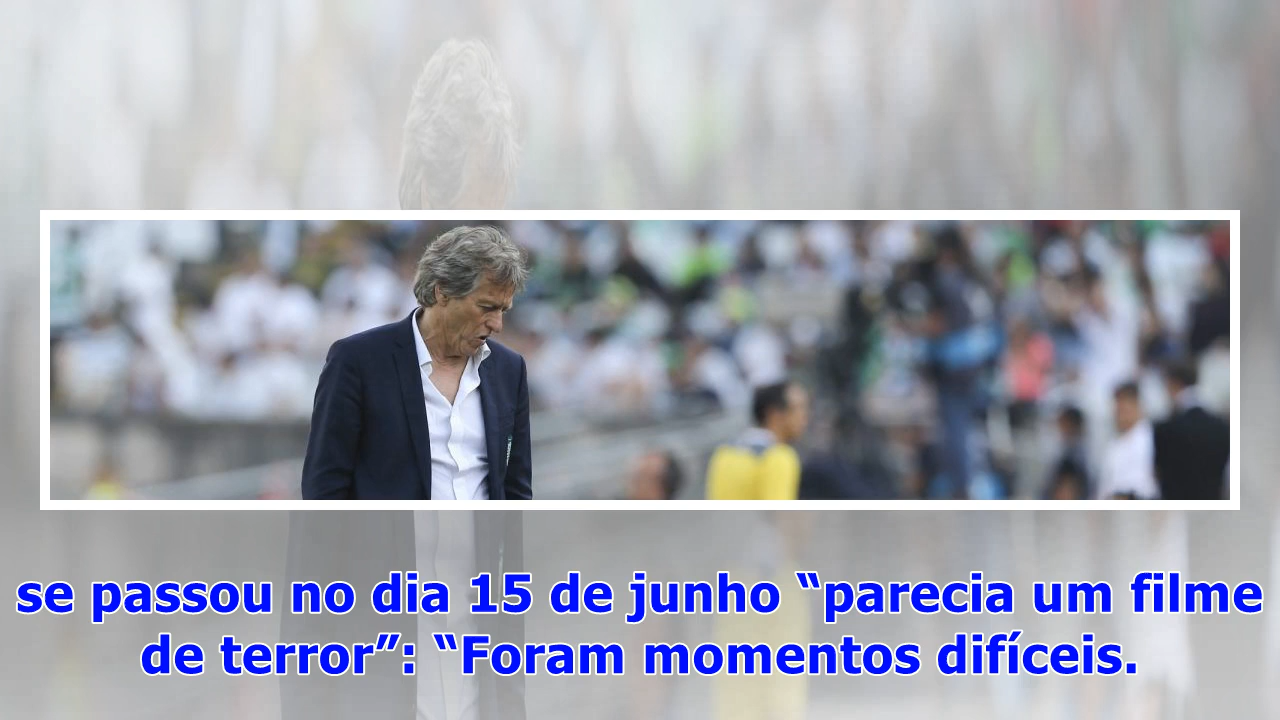 se passou no dia 15 de junho “parecia um filme
de terror”: “Foram momentos difíceis.